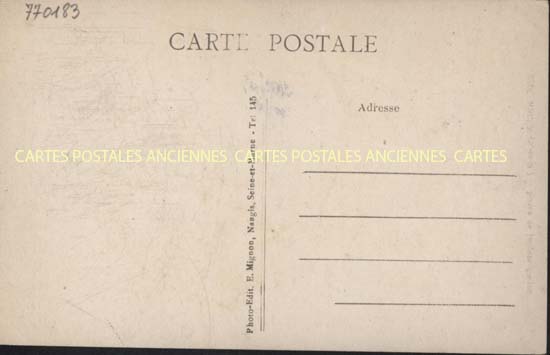 770183
CARTE POSTALE
Adresse
Photo-Edit. E. Mignon, Nangis, Seine-et-Marne - Tel 145
CARTES POSTALES ANCIENNES CARTES POSTALES ANCIENNES CARTES